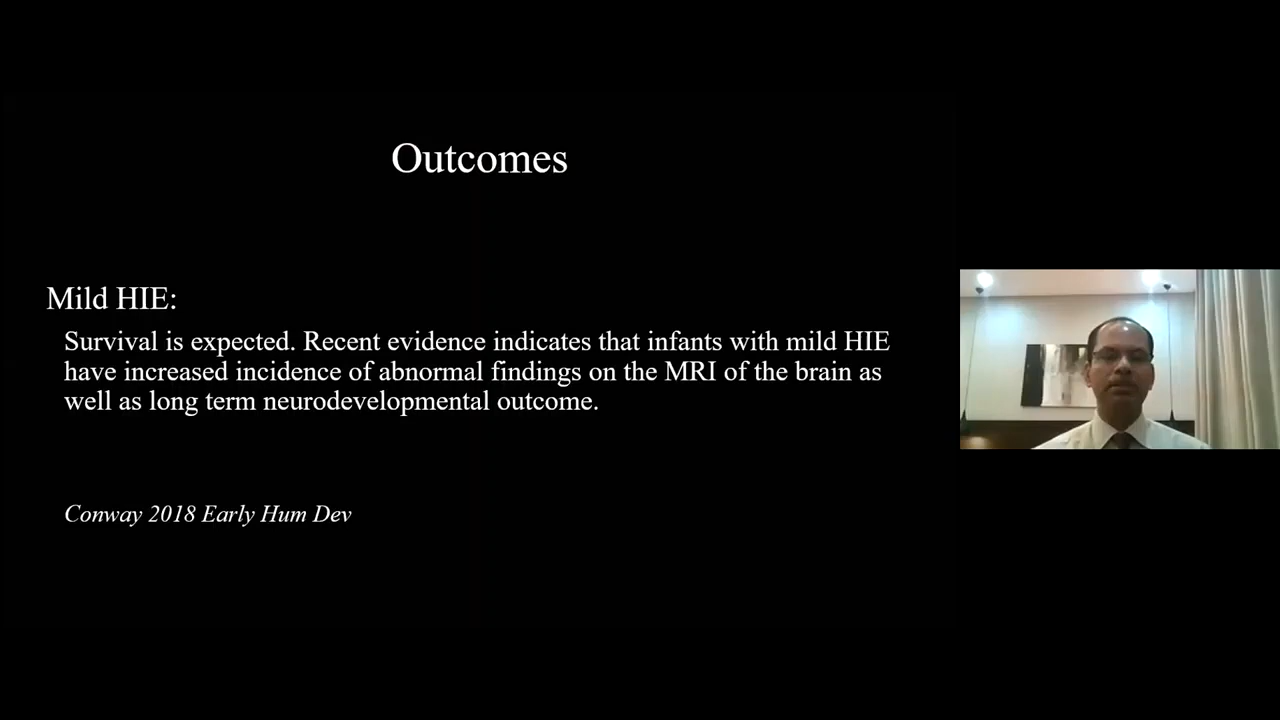 Outcomes
Mild HIE:
Survival is expected. Recent evidence indicates that infants with mild HIE
have increased incidence of abnormal findings on the MRI of the brain as
well as long term neurodevelopmental outcome.
Conway 2018 Early Hum Dev